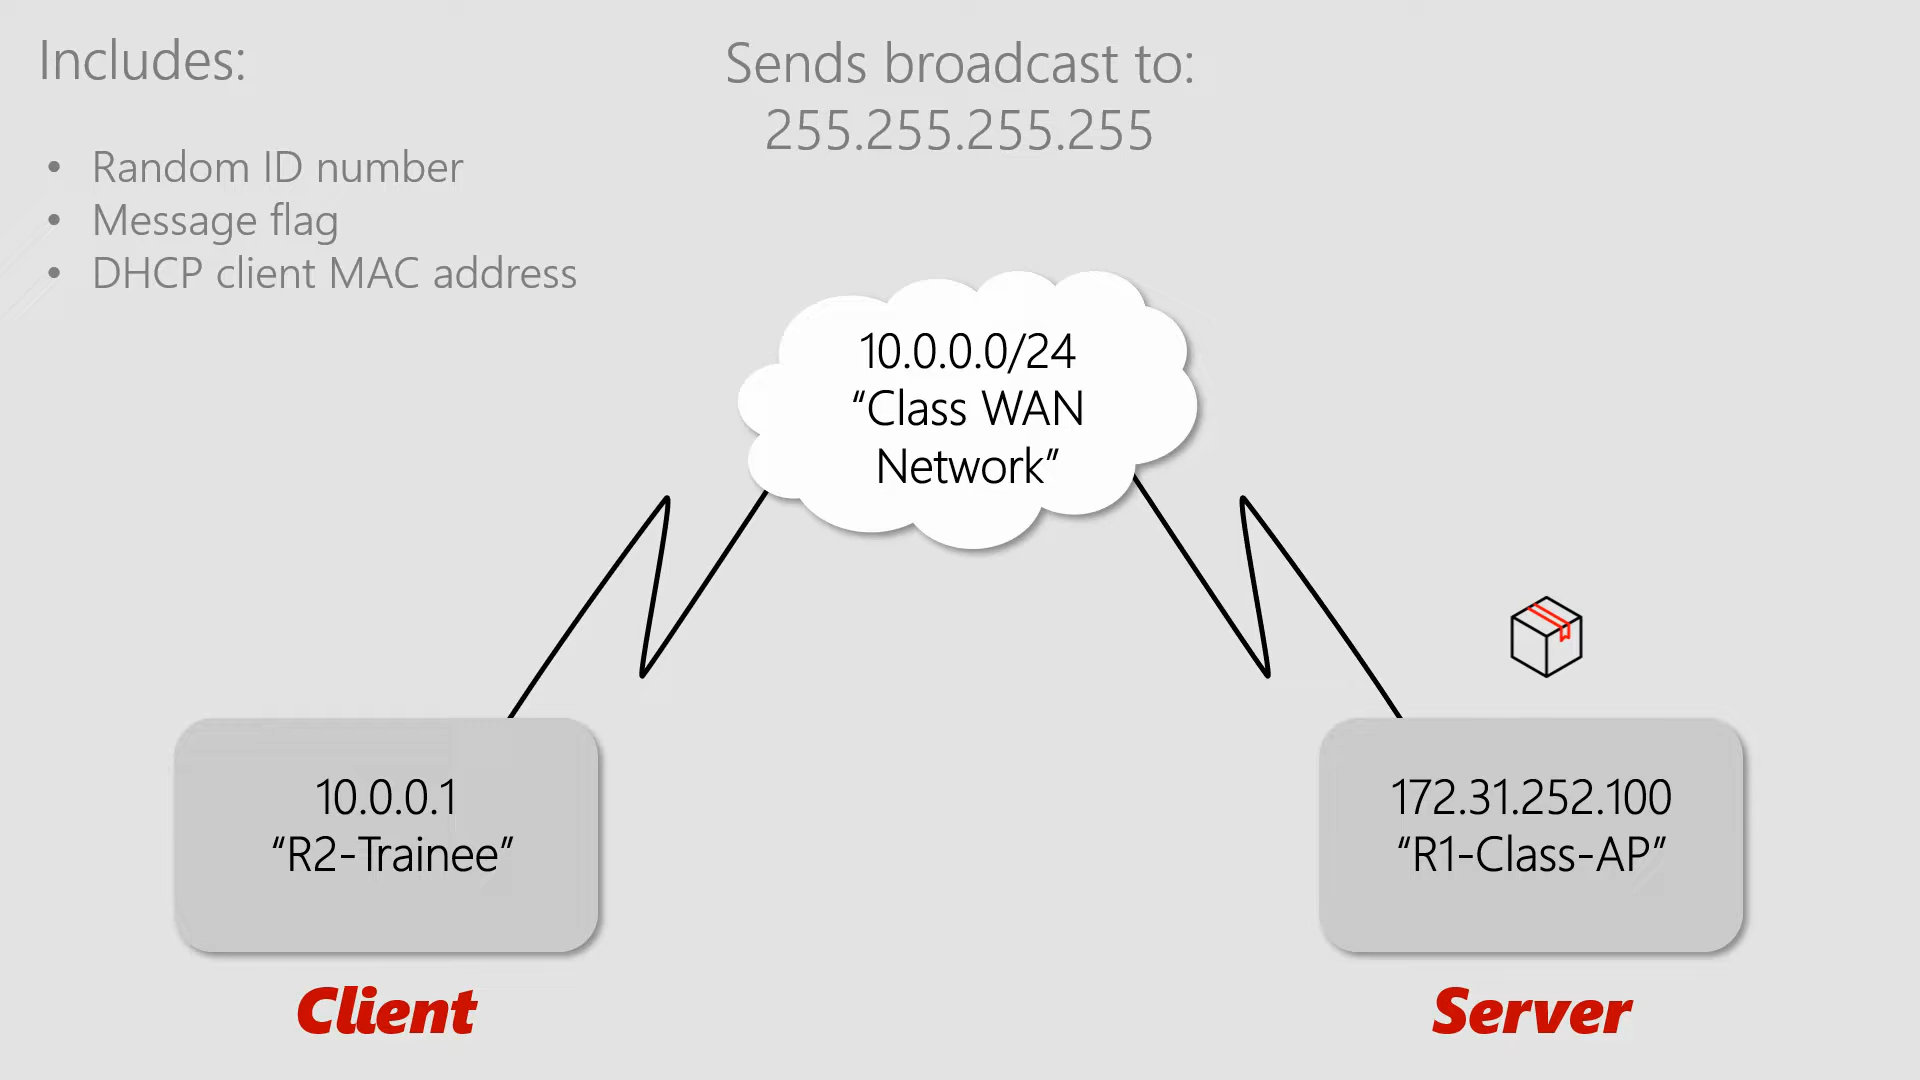 Includes:
• Random ID number
• Message flag
• DHCP client MAC address
Sends broadcast to:
255.255.255.255
10.0.0.0/24
“Class WAN
Network”
10.0.0.1
“R2-Trainee”
Client
172.31.252.100
“R1-Class-AP”
Server